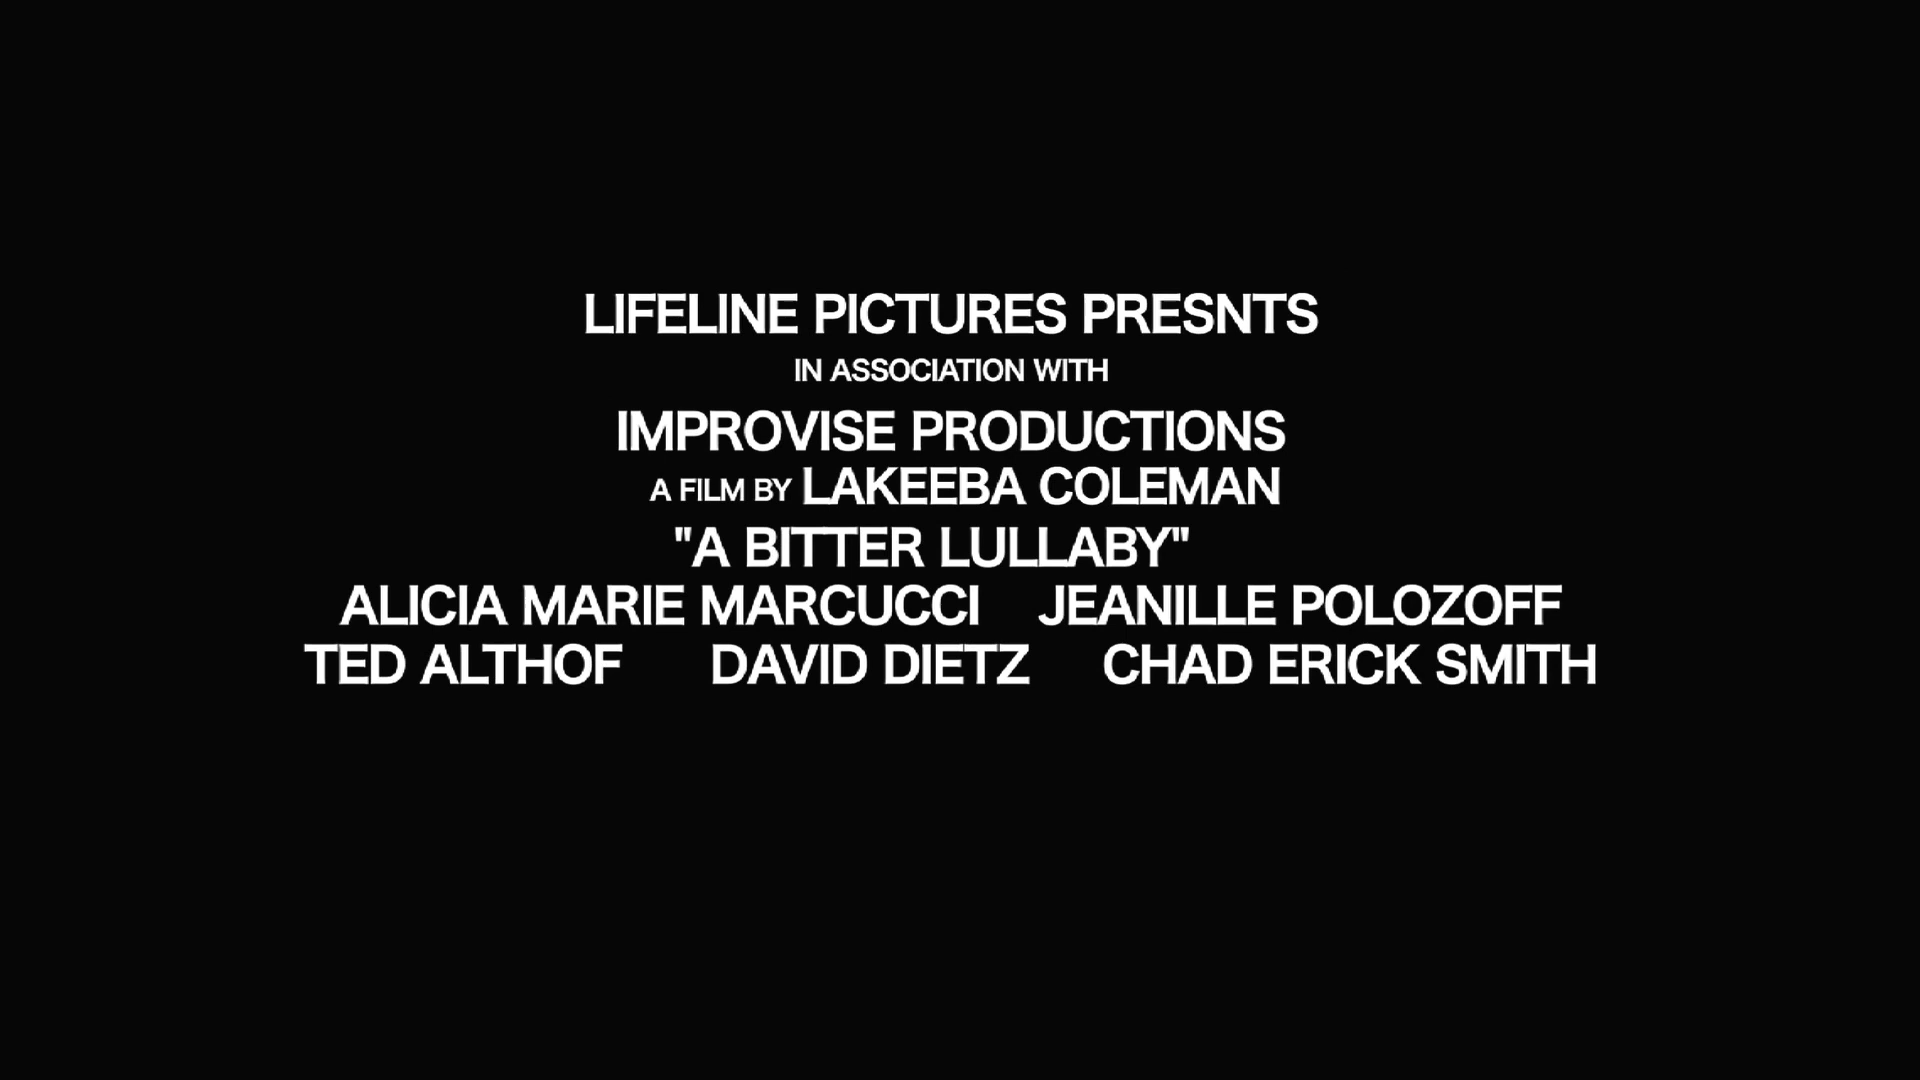 LIFELINE PICTURES PRESNTS
IN ASSOCIATION WITH
IMPROVISE PRODUCTIONS
A FILM BY LAKEEBA COLEMAN
"A BITTER LULLABY"
ALICIA MARIE MARCUCCI JEANILLE POLOZOFF
TED ALTHOF DAVID DIETZ CHAD ERICK SMITH